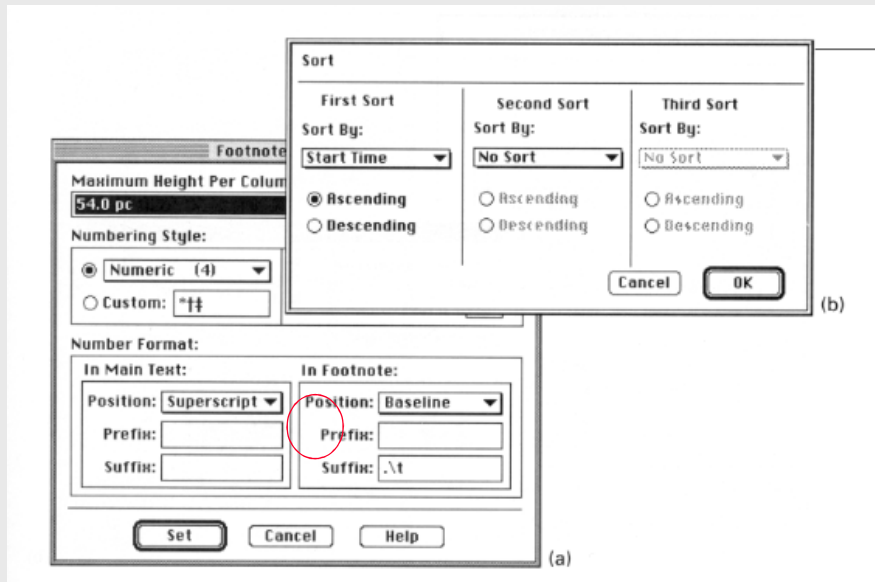 Sort
First Sort
Sort By:
Start Time
Ascending
Descending
Second Sort
Sort By:
No Sort
Ascending
Descending
Third Sort
Sort By:
No Sort
Ascending
Descending
Cancel
OK
(b)
Footnote
Maximum Height Per Colum
54.0 pc
Numbering Style:
Numeric (4)
Custom: *†‡
Number Format:
In Main Text:
Position: Superscript
Prefix:
Suffix:
In Footnote:
Position: Baseline
Prefix:
Suffix: .\t
Set
Cancel
Help
(a)